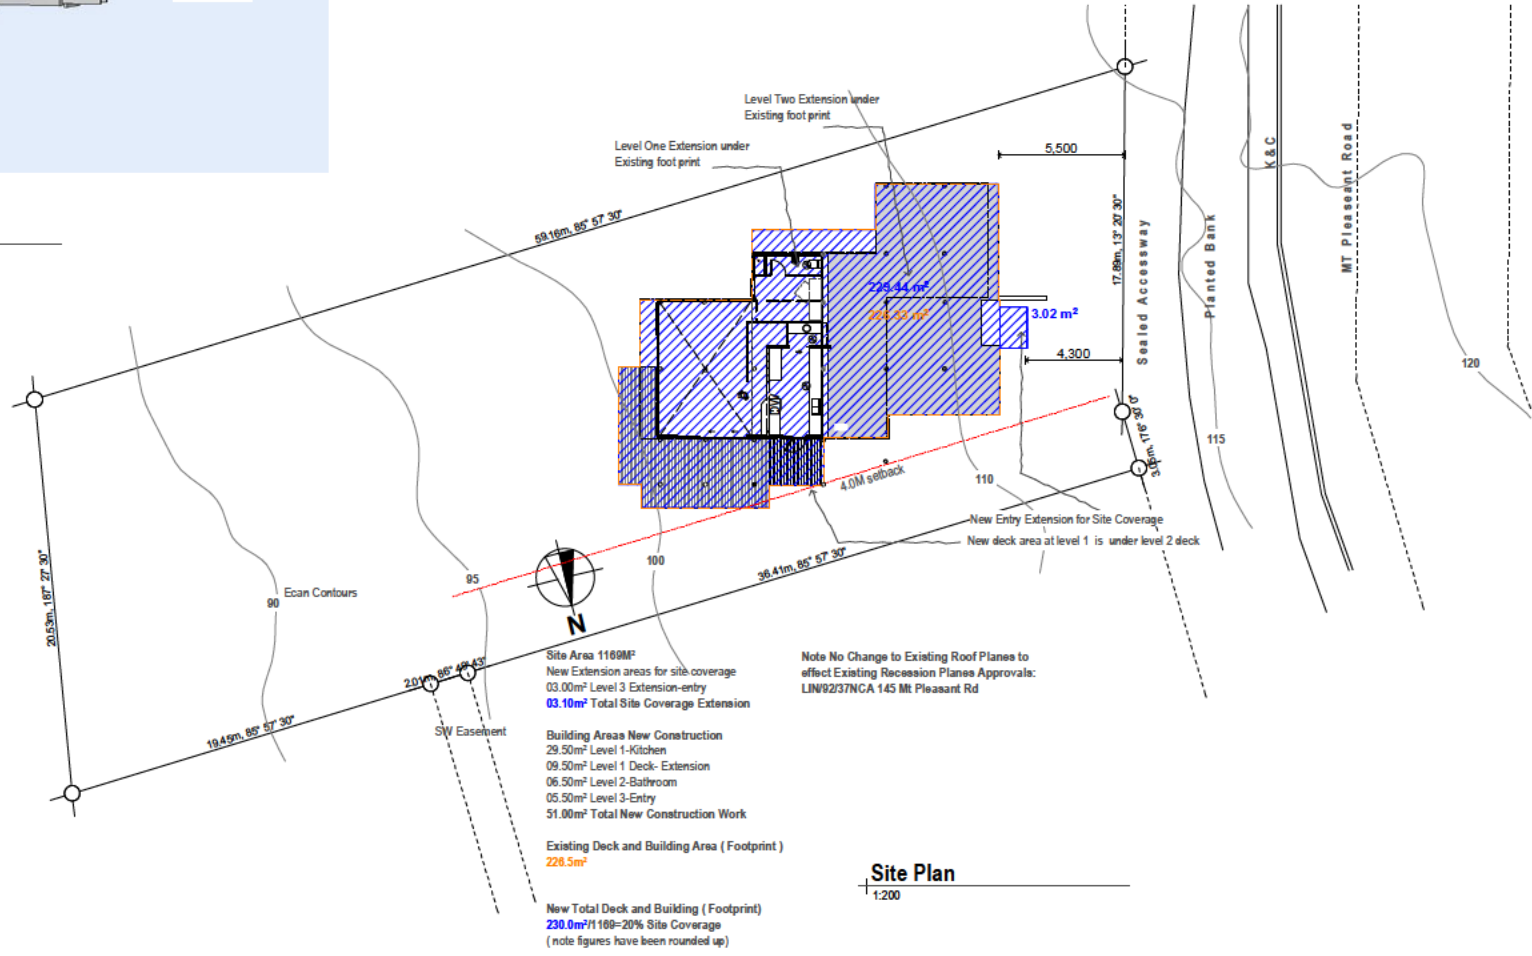 Level Two Extension under
Existing foot print
Level One Extension under
Existing foot print
5,500
59.16m, 85° 57' 30"
17.89m, 13° 20' 30"
Sealed Accessway
Planted Bank
K & C
MT Pleaseant Road
229.44 m²
m²
3.02 m²
4,300
120
115
110
3.05m, 176° 30' 0"
4.0M setback
New Entry Extension for Site Coverage
New deck area at level 1 is under level 2 deck
100
95
90
Ecan Contours
36.41m, 85° 57' 30"
20.53m, 187° 27' 30"
N
2.01m, 86° 43"
19.45m, 85° 57' 30"
SW Easement
Site Area 1169M²
New Extension areas for site coverage
03.00m² Level 3 Extension-entry
03.10m² Total Site Coverage Extension
Building Areas New Construction
29.50m² Level 1-Kitchen
09.50m² Level 1 Deck- Extension
06.50m² Level 2-Bathroom
05.50m² Level 3-Entry
51.00m² Total New Construction Work
Existing Deck and Building Area ( Footprint )
226.5m²
New Total Deck and Building ( Footprint)
230.0m²/1169=20% Site Coverage
( note figures have been rounded up)
Note No Change to Existing Roof Planes to
effect Existing Recession Planes Approvals:
LIN/92/37NCA 145 Mt Pleasant Rd
Site Plan
1:200